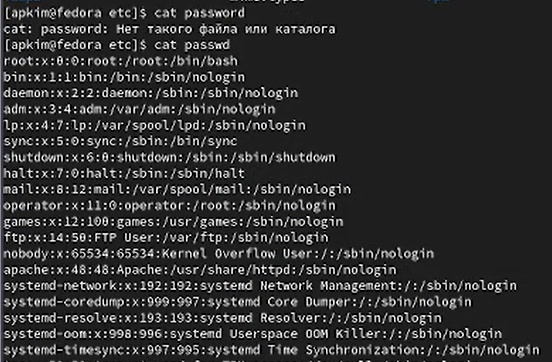 [apkim@fedora etc]$ cat password
cat: password: Нет такого файла или каталога
[apkim@fedora etc]$ cat passwd
root:x:0:0:root:/root:/bin/bash
bin:x:1:1:bin:/bin:/sbin/nologin
daemon:x:2:2:daemon:/sbin:/sbin/nologin
adm:x:3:4:adm:/var/adm:/sbin/nologin
lp:x:4:7:lp:/var/spool/lpd:/sbin/nologin
sync:x:5:0:sync:/sbin:/bin/sync
shutdown:x:6:0:shutdown:/sbin:/sbin/shutdown
halt:x:7:0:halt:/sbin:/sbin/halt
mail:x:8:12:mail:/var/spool/mail:/sbin/nologin
operator:x:11:0:operator:/root:/sbin/nologin
games:x:12:100:games:/usr/games:/sbin/nologin
ftp:x:14:50:FTP User:/var/ftp:/sbin/nologin
nobody:x:65534:65534:Kernel Overflow User:/:/sbin/nologin
apache:x:48:48:Apache:/usr/share/httpd:/sbin/nologin
systemd-network:x:192:192:systemd Network Management:/:/sbin/nologin
systemd-coredump:x:999:997:systemd Core Dumper:/:/sbin/nologin
systemd-resolve:x:193:193:systemd Resolver:/:/sbin/nologin
systemd-oom:x:998:996:systemd Userspace OOM Killer:/:/sbin/nologin
systemd-timesync:x:997:995:systemd Time Synchronization:/:/sbin/nologin